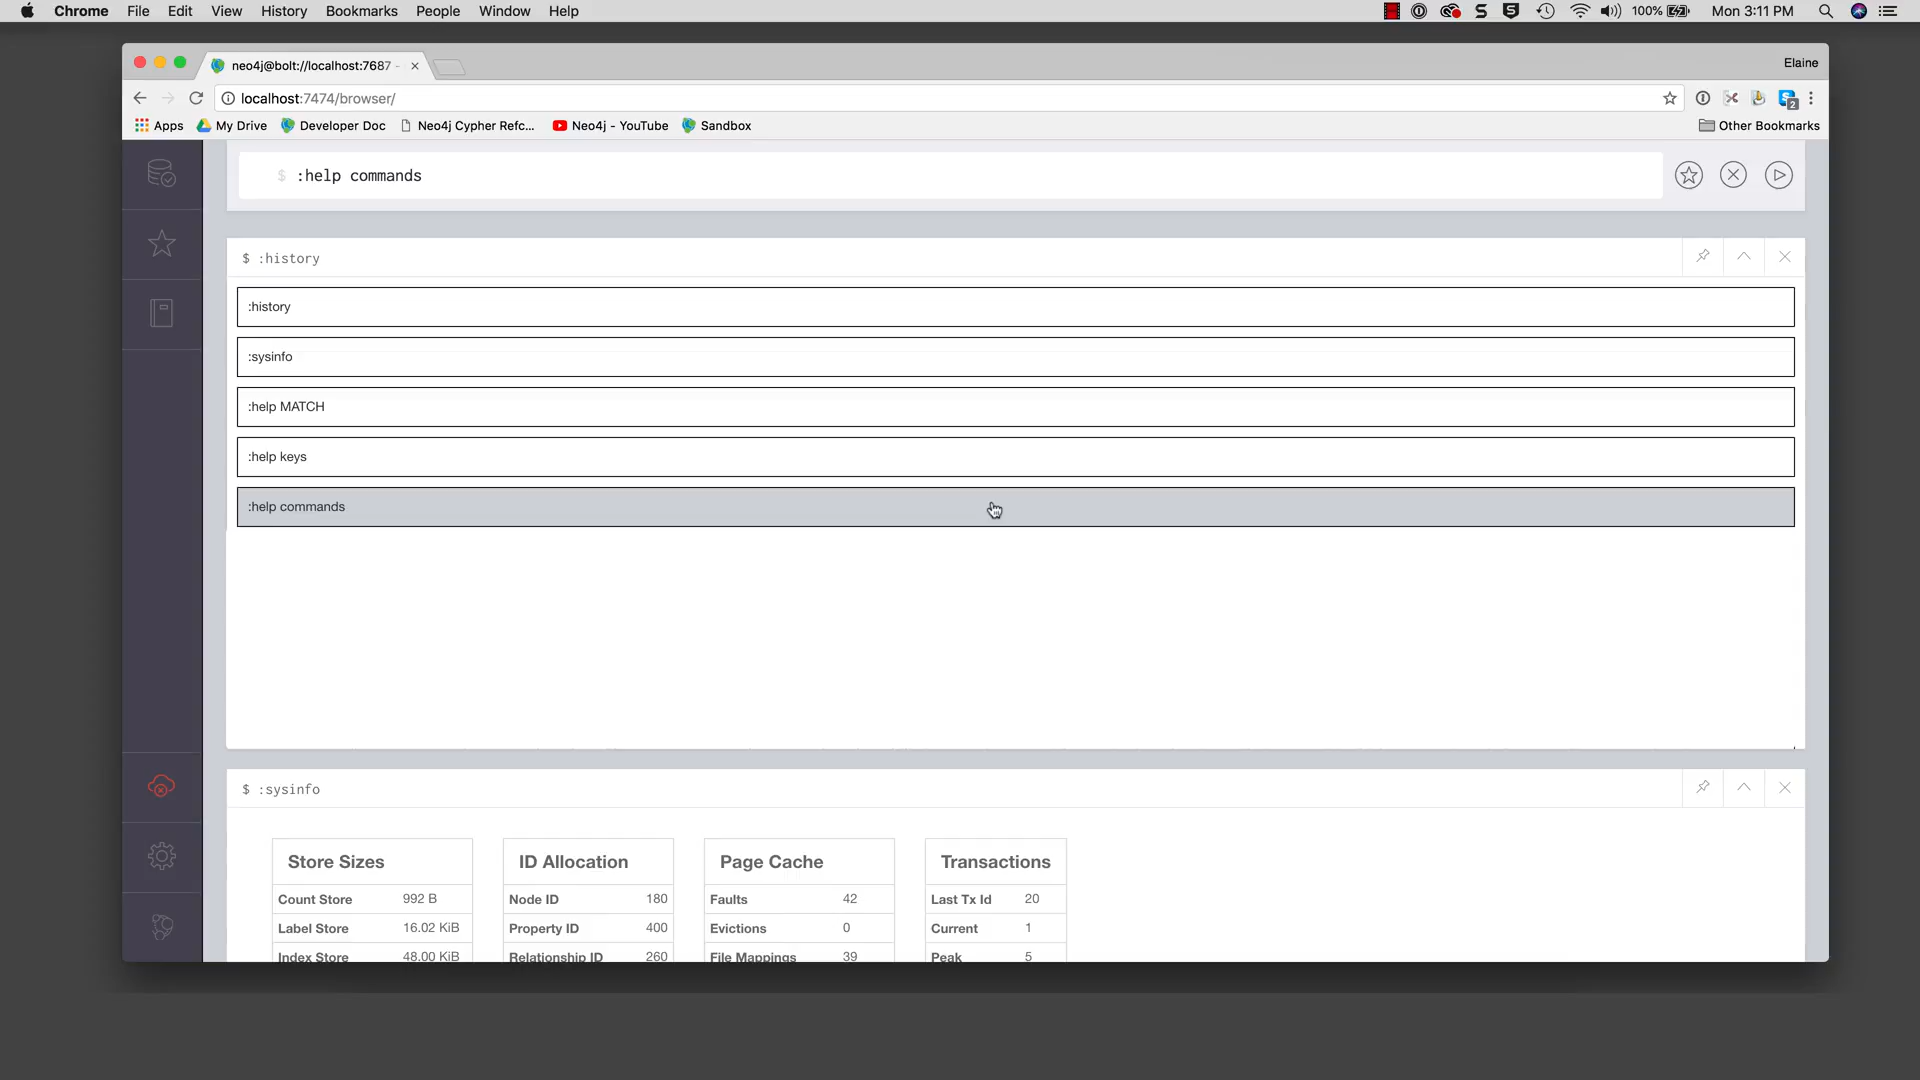 Chrome File Edit View History Bookmarks People Window Help 100% Mon 3:11 PM
neo4j@bolt://localhost:7687 - Elaine
localhost:7474/browser/
Apps My Drive Developer Doc Neo4j Cypher Refc... Neo4j - YouTube Sandbox Other Bookmarks
$ :help commands
$ :history
:history
:sysinfo
:help MATCH
:help keys
:help commands
$ :sysinfo
Store Sizes ID Allocation Page Cache Transactions
Count Store 992 B Node ID 180 Faults 42 Last Tx Id 20
Label Store 16.02 KiB Property ID 400 Evictions 0 Current 1
Index Store 48.00 KiB Relationship ID 260 File Mappings 39 Peak 5